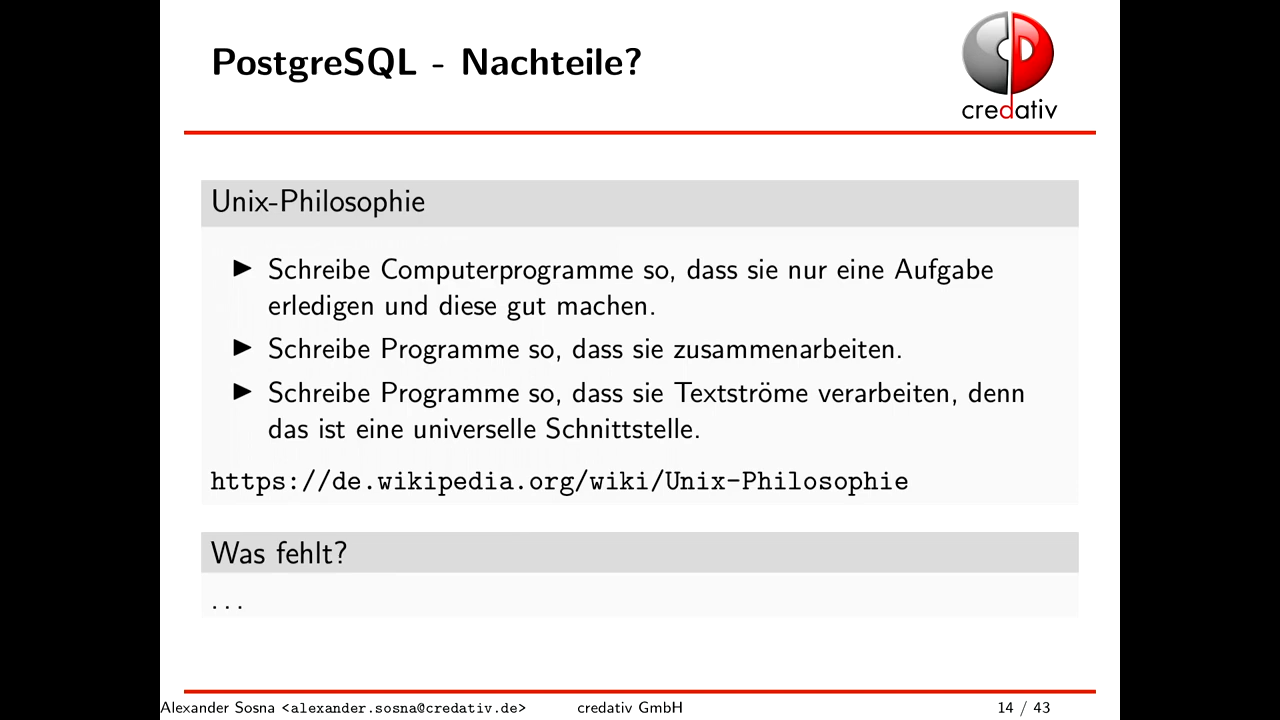 PostgreSQL - Nachteile?
credativ
Unix-Philosophie
▶ Schreibe Computerprogramme so, dass sie nur eine Aufgabe
erledigen und diese gut machen.
▶ Schreibe Programme so, dass sie zusammenarbeiten.
▶ Schreibe Programme so, dass sie Textströme verarbeiten, denn
das ist eine universelle Schnittstelle.
https://de.wikipedia.org/wiki/Unix-Philosophie
Was fehlt?
...
Alexander Sosna <alexander.sosna@credativ.de> credativ GmbH 14 / 43